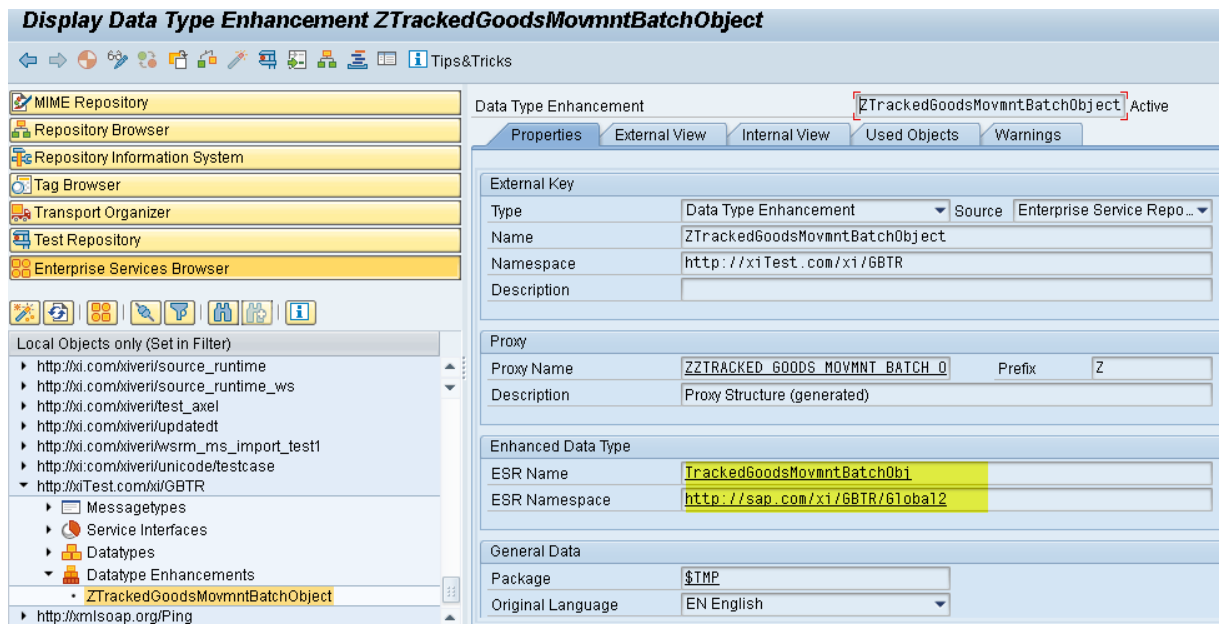 Display Data Type Enhancement ZTrackedGoodsMovmntBatchObject
Tips&Tricks
MIME Repository
Repository Browser
Repository Information System
Tag Browser
Transport Organizer
Test Repository
Enterprise Services Browser
Local Objects only (Set in Filter)
http://xi.com/xiveri/source_runtime
http://xi.com/xiveri/source_runtime_ws
http://xi.com/xiveri/test_axel
http://xi.com/xiveri/updatedt
http://xi.com/xiveri/wsrm_ms_import_test1
http://xi:com/xiveri/unicode/testcase
http://xiTest.com/xi/GBTR
Messagetypes
Service Interfaces
Datatypes
Datatype Enhancements
ZTrackedGoodsMovmntBatchObject
http://xmlsoap.org/Ping
Data Type Enhancement ZTrackedGoodsMovmntBatchObject Active
Properties External View Internal View Used Objects Warnings
External Key
Type Data Type Enhancement Source Enterprise Service Repo...
Name ZTrackedGoodsMovmntBatchObject
Namespace http://xiTest.com/xi/GBTR
Description
Proxy
Proxy Name ZZTRACKED_GOODS_MOVMNT_BATCH_O Prefix Z
Description Proxy Structure (generated)
Enhanced Data Type
ESR Name TrackedGoodsMovmntBatchObj
ESR Namespace http://sap.com/xi/GBTR/Global2
General Data
Package $TMP
Original Language EN English